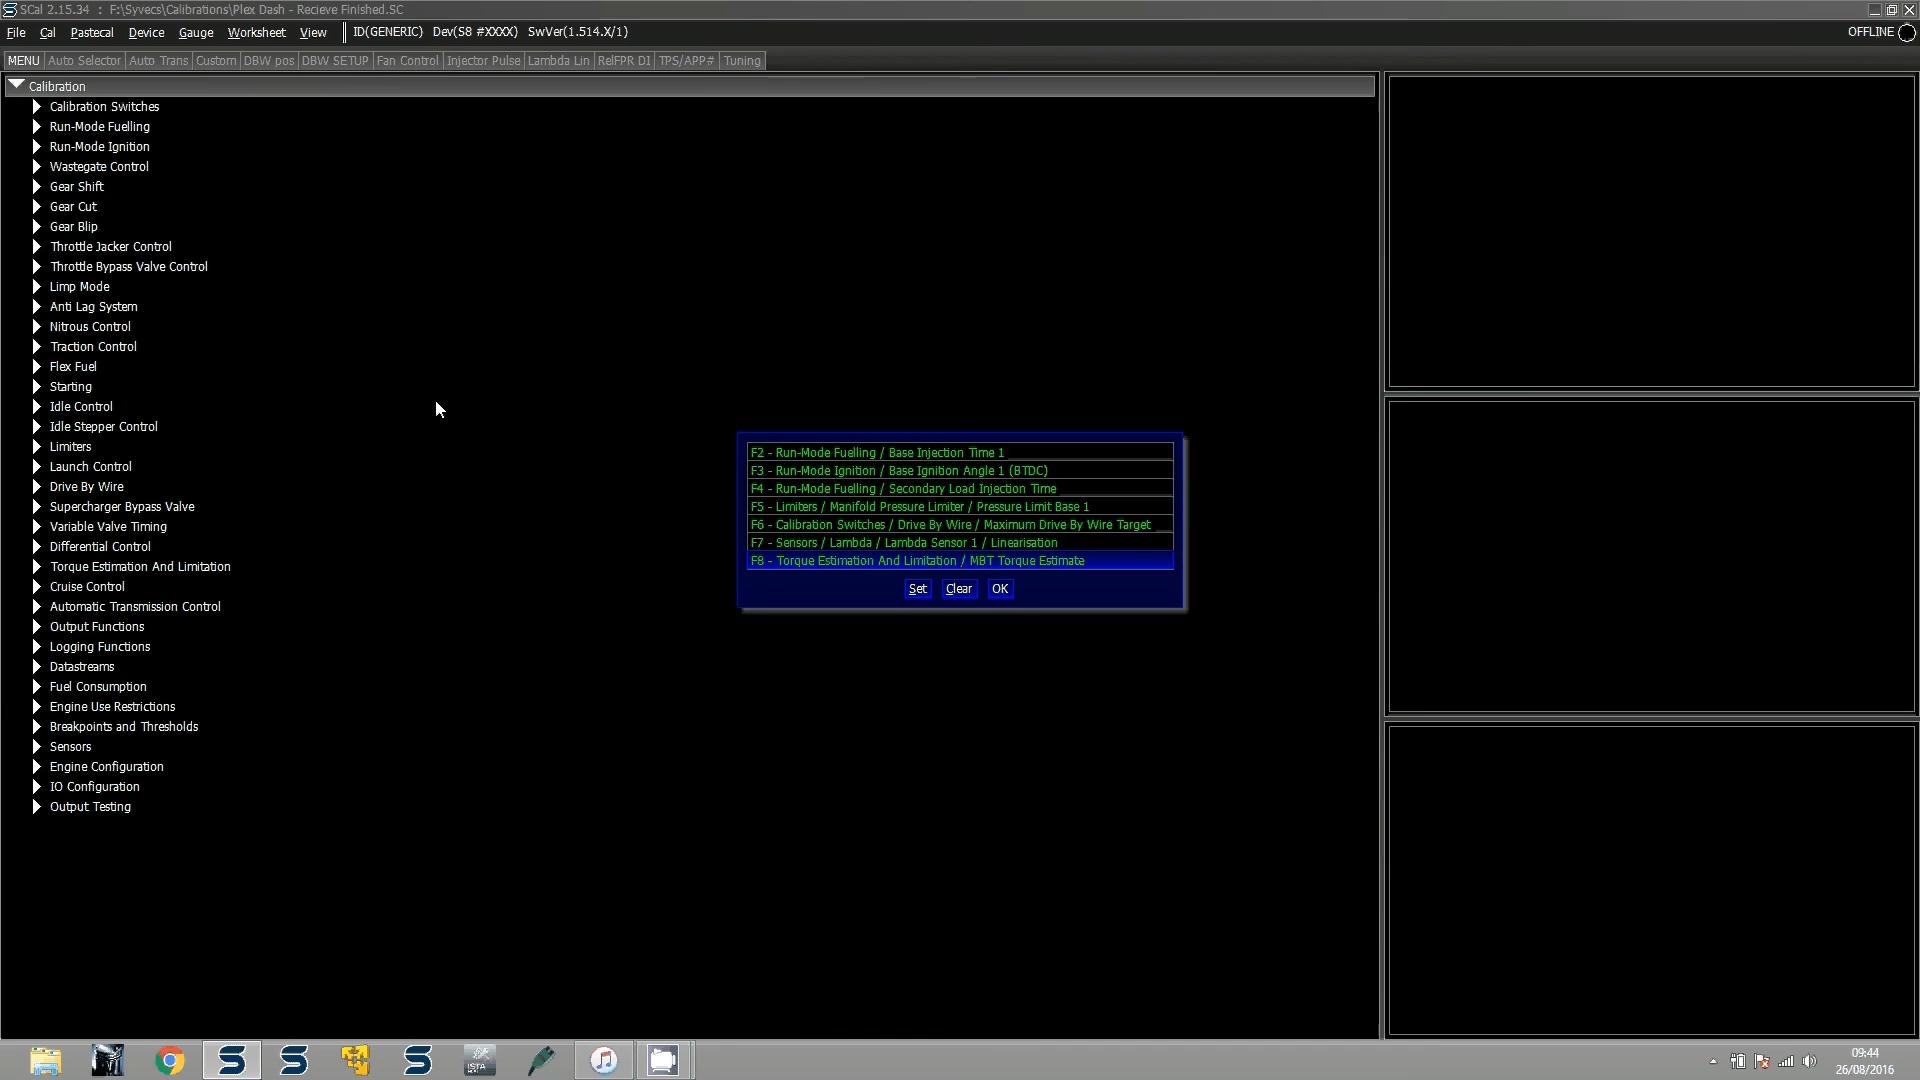 SCal 2.15.34 : F:\Syvecs\Calibrations\Plex Dash - Recieve Finished.SC
File Cal Pastecal Device Gauge Worksheet View ID(GENERIC) Dev(S8 #XXXX) SwVer(1.514.X/1) OFFLINE
MENU Auto Selector Auto Trans Custom DBW pos DBW SETUP Fan Control Injector Pulse Lambda Lin RelFPR DI TPS/APP# Tuning
Calibration
Calibration Switches
Run-Mode Fuelling
Run-Mode Ignition
Wastegate Control
Gear Shift
Gear Cut
Gear Blip
Throttle Jacker Control
Throttle Bypass Valve Control
Limp Mode
Anti Lag System
Nitrous Control
Traction Control
Flex Fuel
Starting
Idle Control
Idle Stepper Control
Limiters
Launch Control
Drive By Wire
Supercharger Bypass Valve
Variable Valve Timing
Differential Control
Torque Estimation And Limitation
Cruise Control
Automatic Transmission Control
Output Functions
Logging Functions
Datastreams
Fuel Consumption
Engine Use Restrictions
Breakpoints and Thresholds
Sensors
Engine Configuration
IO Configuration
Output Testing
F2 - Run-Mode Fuelling / Base Injection Time 1
F3 - Run-Mode Ignition / Base Ignition Angle 1 (BTDC)
F4 - Run-Mode Fuelling / Secondary Load Injection Time
F5 - Limiters / Manifold Pressure Limiter / Pressure Limit Base 1
F6 - Calibration Switches / Drive By Wire / Maximum Drive By Wire Target
F7 - Sensors / Lambda / Lambda Sensor 1 / Linearisation
F8 - Torque Estimation And Limitation / MBT Torque Estimate
Set Clear OK
ISTA
09:44
26/08/2016